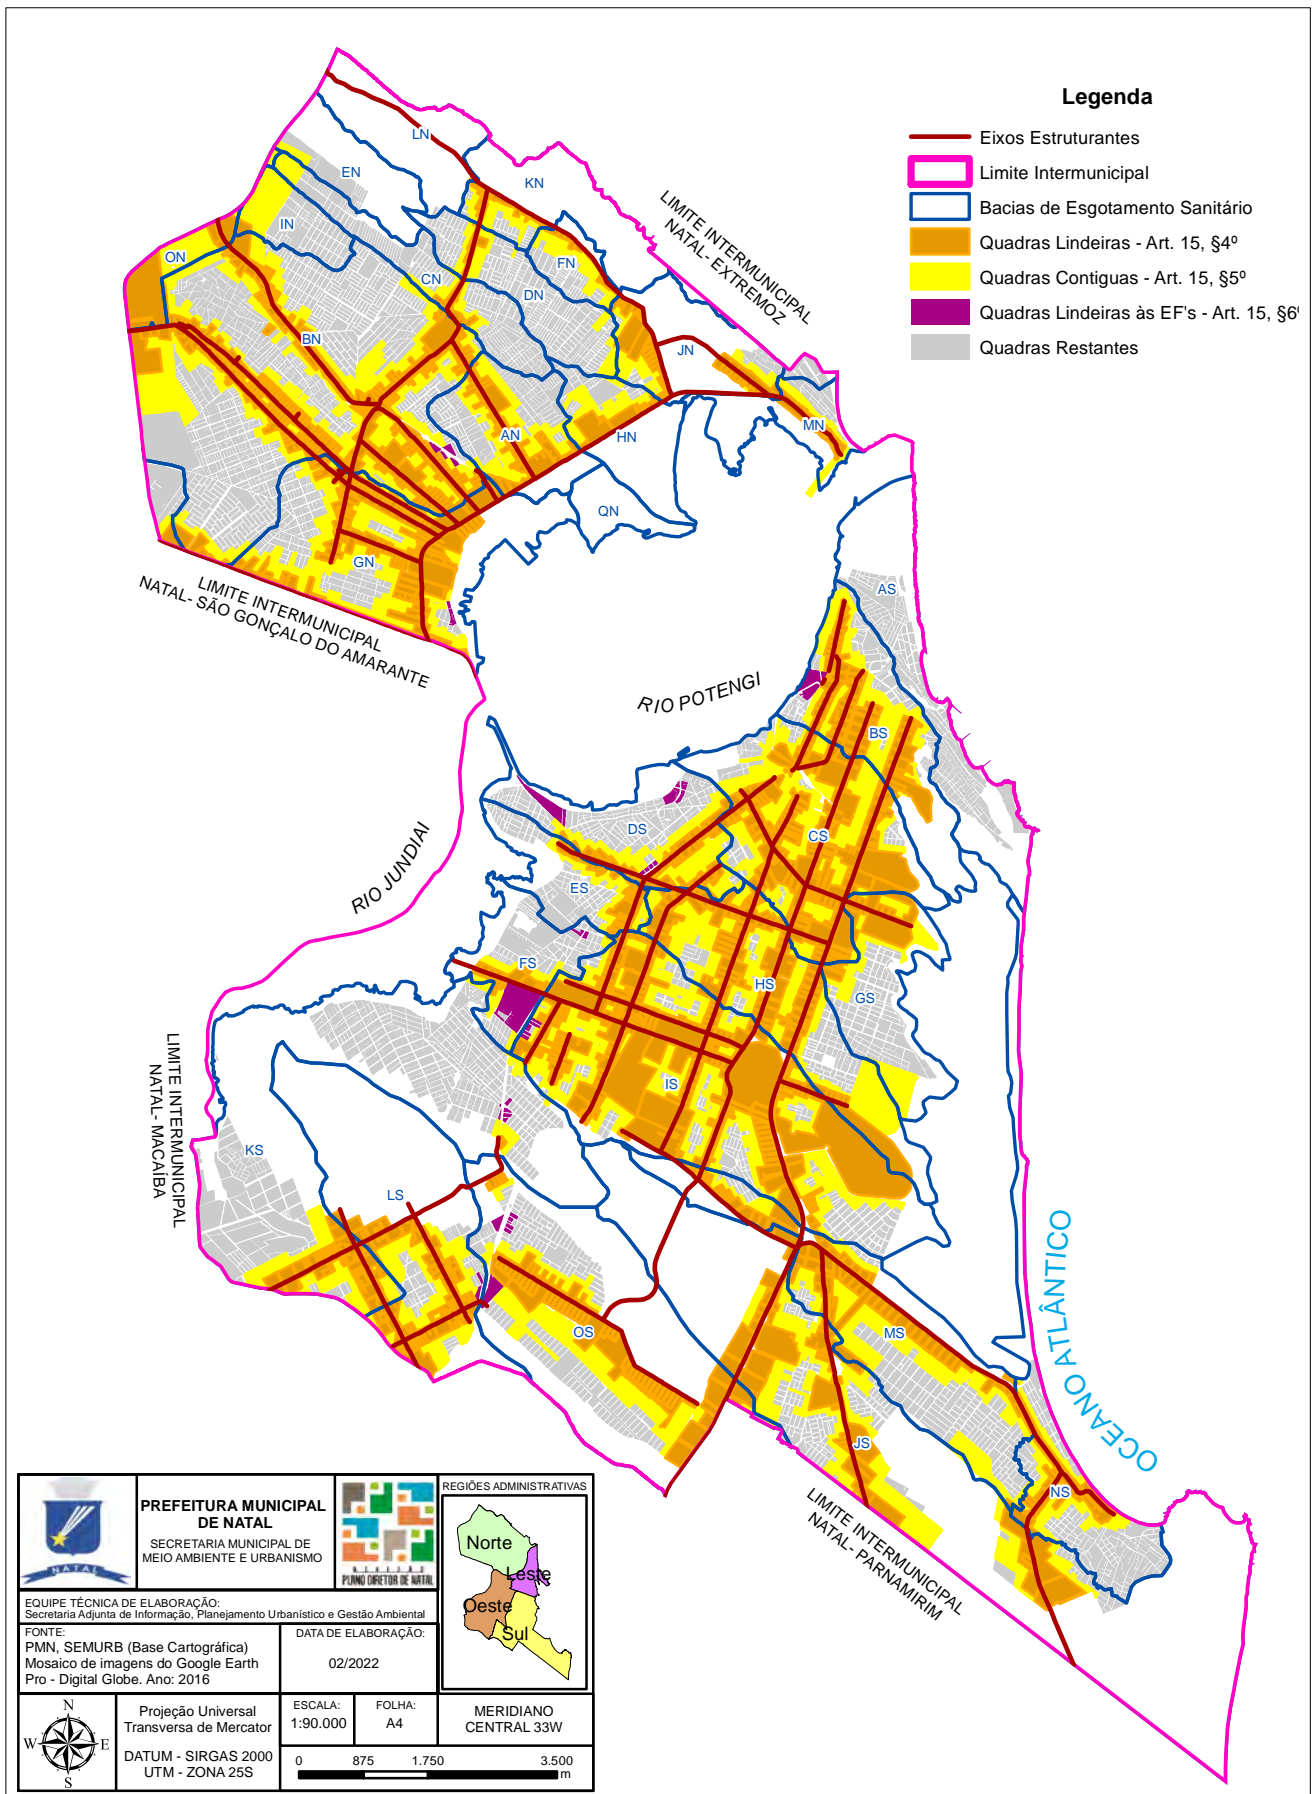 Legenda
Eixos Estruturantes
Limite Intermunicipal
Bacias de Esgotamento Sanitário
Quadras Lindeiras - Art. 15, §4º
Quadras Contiguas - Art. 15, §5º
Quadras Lindeiras às EF's - Art. 15, §6º
Quadras Restantes
LN
EN
KN
IN
ON
FN
CN
DN
BN
JN
AN
HN
MN
QN
GN
LIMITE INTERMUNICIPAL
NATAL- EXTREMOZ
LIMITE INTERMUNICIPAL
NATAL- SÃO GONÇALO DO AMARANTE
RIO POTENGI
RIO JUNDIAI
AS
BS
CS
DS
ES
FS
HS
GS
IS
KS
LS
OS
MS
JS
NS
LIMITE INTERMUNICIPAL
NATAL- MACAÍBA
OCEANO ATLÂNTICO
LIMITE INTERMUNICIPAL
NATAL- PARNAMIRIM
NATAL
PREFEITURA MUNICIPAL
DE NATAL
SECRETARIA MUNICIPAL DE
MEIO AMBIENTE E URBANISMO
PLANO DIRETOR DE NATAL
REGIÕES ADMINISTRATIVAS
Norte
Leste
Oeste
Sul
EQUIPE TÉCNICA DE ELABORAÇÃO:
Secretaria Adjunta de Informação, Planejamento Urbanístico e Gestão Ambiental
FONTE:
PMN, SEMURB (Base Cartográfica)
Mosaico de imagens do Google Earth
Pro - Digital Globe. Ano: 2016
DATA DE ELABORAÇÃO:
02/2022
N
W
E
S
Projeção Universal
Transversa de Mercator
DATUM - SIRGAS 2000
UTM - ZONA 25S
ESCALA:
1:90.000
FOLHA:
A4
MERIDIANO
CENTRAL 33W
0 875 1.750 3.500
m